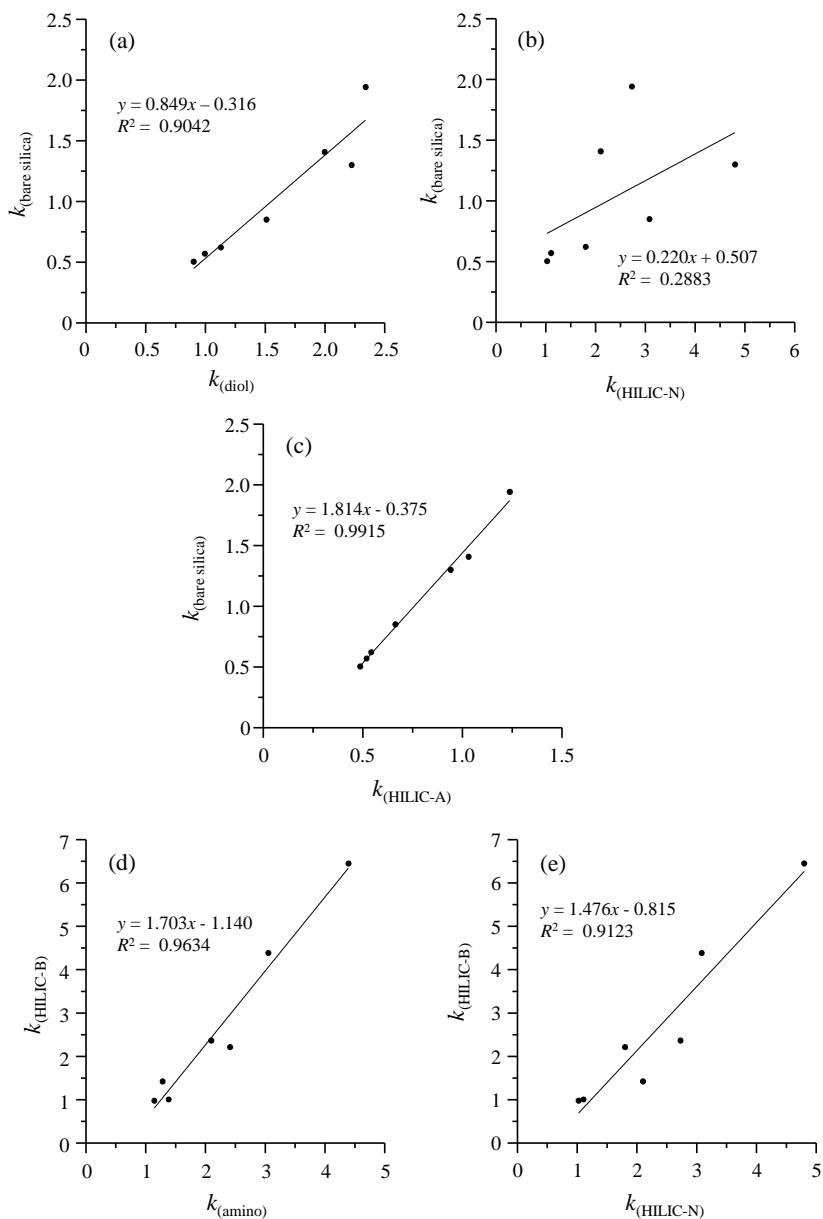 (a)
y = 0.849x – 0.316
R² = 0.9042
k(bare silica)
2.5
2.0
1.5
1.0
0.5
0
0 0.5 1.0 1.5 2.0 2.5
k(diol)
(b)
y = 0.220x + 0.507
R² = 0.2883
k(bare silica)
2.5
2.0
1.5
1.0
0.5
0
0 1 2 3 4 5 6
k(HILIC-N)
(c)
y = 1.814x - 0.375
R² = 0.9915
k(bare silica)
2.5
2.0
1.5
1.0
0.5
0
0 0.5 1.0 1.5
k(HILIC-A)
(d)
y = 1.703x - 1.140
R² = 0.9634
k(HILIC-B)
7
6
5
4
3
2
1
0
0 1 2 3 4 5
k(amino)
(e)
y = 1.476x - 0.815
R² = 0.9123
k(HILIC-B)
7
6
5
4
3
2
1
0
0 1 2 3 4 5
k(HILIC-N)